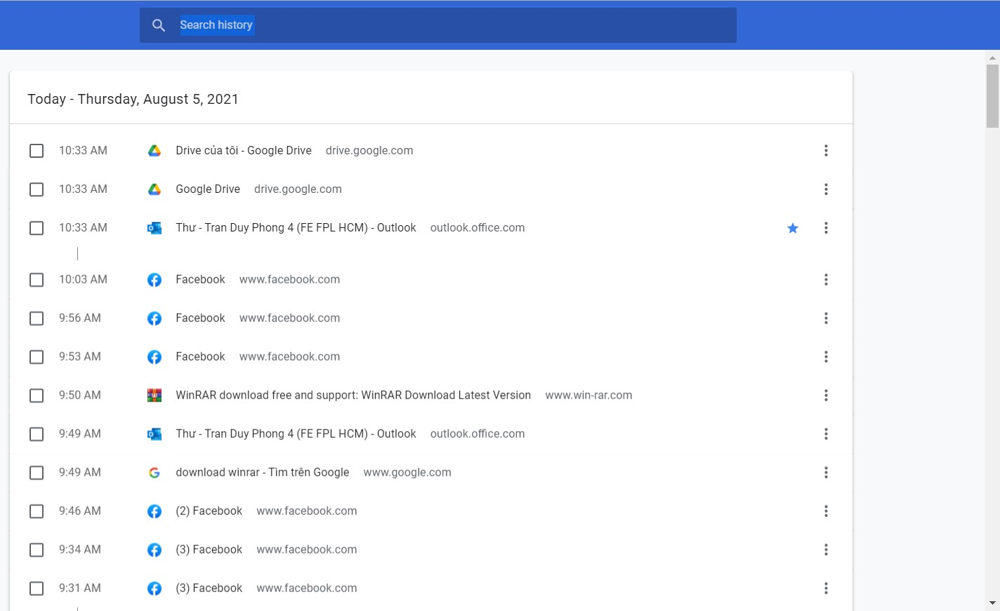 Search history
Today - Thursday, August 5, 2021
10:33 AM Drive của tôi - Google Drive drive.google.com
10:33 AM Google Drive drive.google.com
10:33 AM Thư - Tran Duy Phong 4 (FE FPL HCM) - Outlook outlook.office.com
10:03 AM Facebook www.facebook.com
9:56 AM Facebook www.facebook.com
9:53 AM Facebook www.facebook.com
9:50 AM WinRAR download free and support: WinRAR Download Latest Version www.win-rar.com
9:49 AM Thư - Tran Duy Phong 4 (FE FPL HCM) - Outlook outlook.office.com
9:49 AM download winrar - Tìm trên Google www.google.com
9:46 AM (2) Facebook www.facebook.com
9:34 AM (3) Facebook www.facebook.com
9:31 AM (3) Facebook www.facebook.com